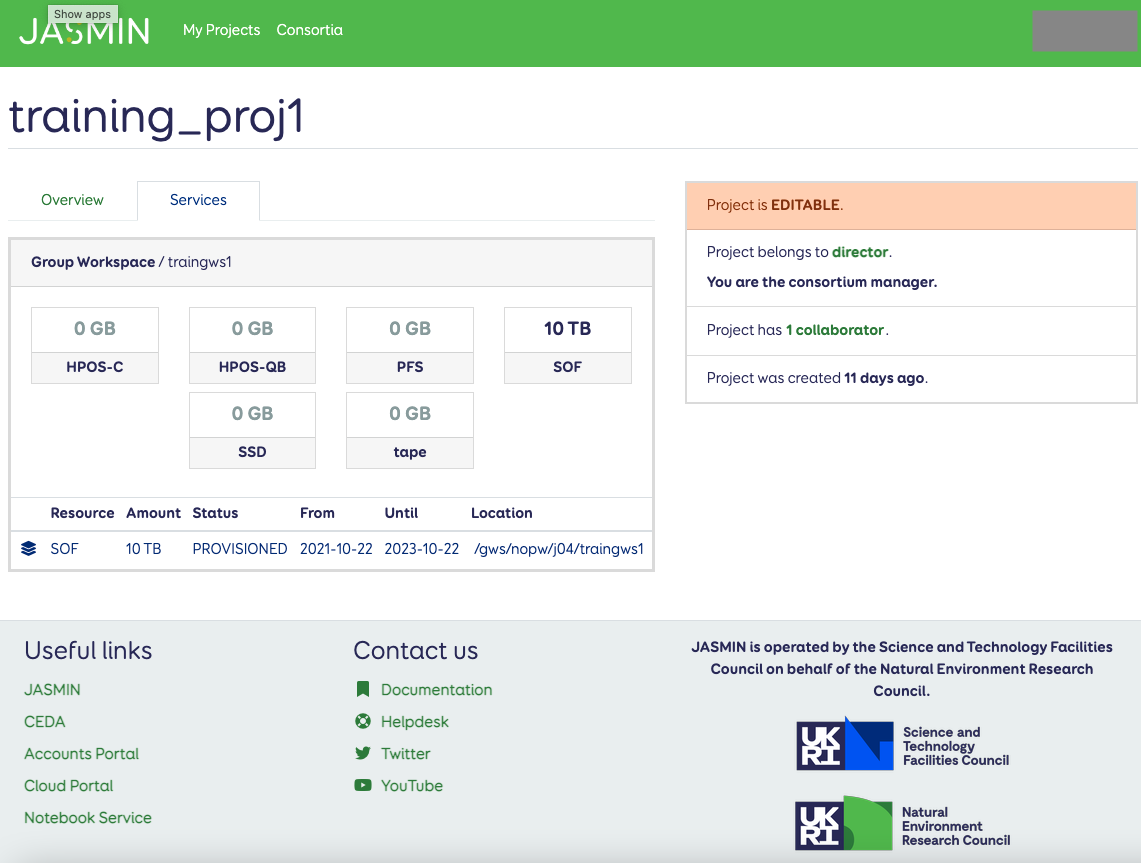 Show apps
JASMIN
My Projects Consortia
training_proj1
Overview Services
Group Workspace / traingws1
0 GB 0 GB 0 GB 10 TB
HPOS-C HPOS-QB PFS SOF
0 GB 0 GB
SSD tape
Resource Amount Status From Until Location
SOF 10 TB PROVISIONED 2021-10-22 2023-10-22 /gws/nopw/j04/traingws1
Project is EDITABLE.
Project belongs to director.
You are the consortium manager.
Project has 1 collaborator.
Project was created 11 days ago.
Useful links
JASMIN
CEDA
Accounts Portal
Cloud Portal
Notebook Service
Contact us
Documentation
Helpdesk
Twitter
YouTube
JASMIN is operated by the Science and Technology Facilities
Council on behalf of the Natural Environment Research
Council.
UK
RI
Science and
Technology
Facilities Council
UK
RI
Natural
Environment
Research Council